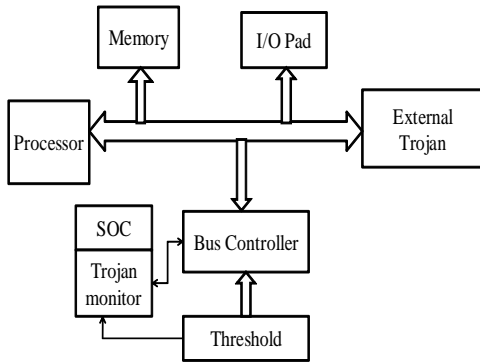 Memory
I/O Pad
Processor
External
Trojan
SOC
Trojan
monitor
Bus Controller
Threshold